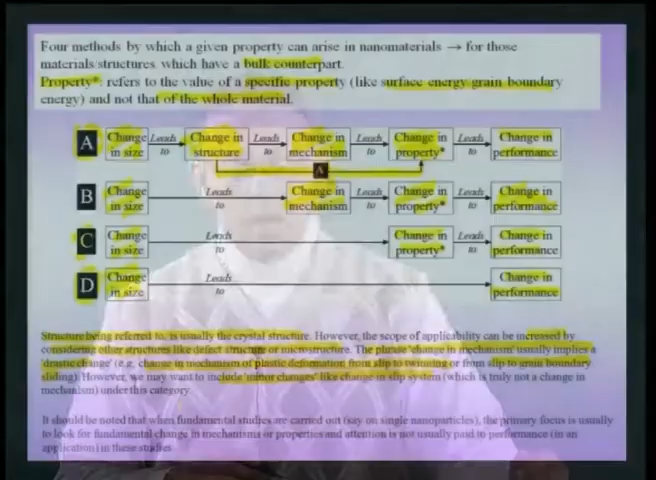 Four methods by which a given property can arise in nanomaterials → for those
materials/structures which have a bulk counterpart.
Property*: refers to the value of a specific property (like surface energy/grain boundary
energy) and not that of the whole material.
A Change in size Leads to Change in structure Leads to Change in mechanism Leads to Change in property* Leads to Change in performance
A'
B Change in size Leads to Change in mechanism Leads to Change in property* Leads to Change in performance
C Change in size Leads to Change in property* Leads to Change in performance
D Change in size Leads to Change in performance
Structure being referred to, is usually the crystal structure. However, the scope of applicability can be increased by
considering other structures like defect structure or microstructure. The phrase 'change in mechanism' usually implies a
'drastic change' (e.g. change in mechanism of plastic deformation from slip to twinning or from slip to grain boundary
sliding). However, we may want to include 'minor changes' like change in slip system (which is truly not a change in
mechanism) under this category.
It should be noted that when fundamental studies are carried out (say on single nanoparticles), the primary focus is usually
to look for fundamental change in mechanisms or properties and attention is not usually paid to performance (in an
application) in these studies